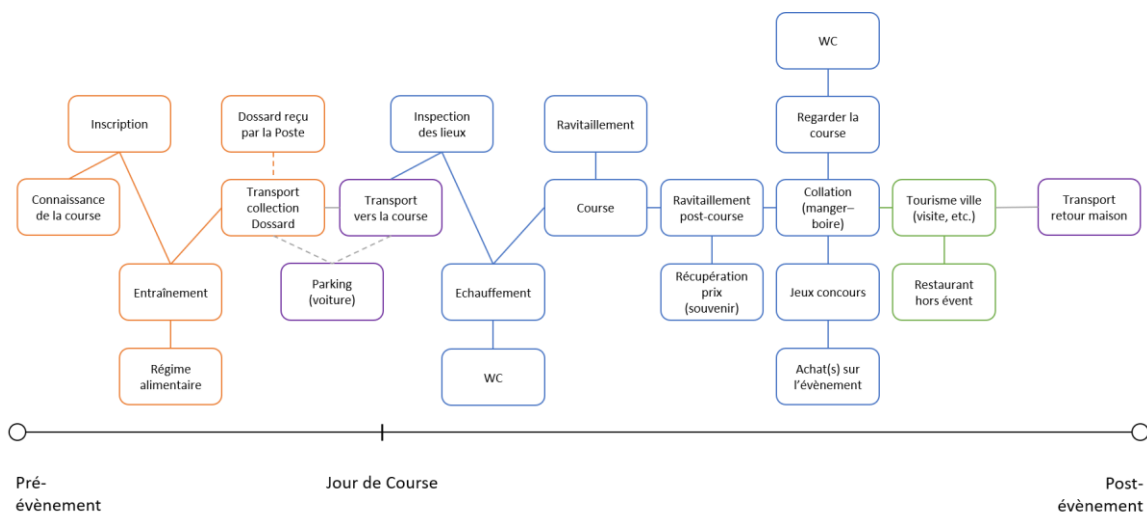 WC
Inscription
Dossard reçu
par la Poste
Inspection
des lieux
Ravitaillement
Regarder la
course
Connaissance
de la course
Transport
collection
Dossard
Transport
vers la course
Course
Ravitaillement
post-course
Collation
(manger–
boire)
Tourisme ville
(visite, etc.)
Transport
retour maison
Entraînement
Parking
(voiture)
Echauffement
Récupération
prix
(souvenir)
Jeux concours
Restaurant
hors évent
Régime
alimentaire
WC
Achat(s) sur
l'évènement
Pré-
évènement
Jour de Course
Post-
évènement